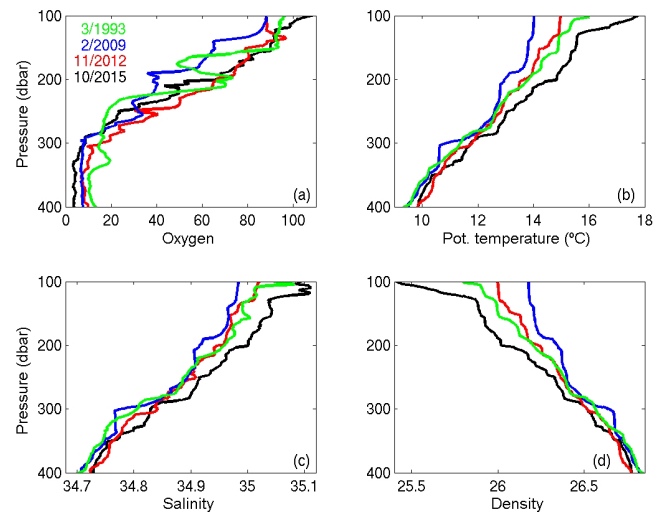 3/1993
2/2009
11/2012
10/2015
Pressure (dbar)
100
200
300
400
0 20 40 60 80 100
Oxygen
(a)
100
200
300
400
10 12 14 16 18
Pot. temperature (ºC)
(b)
Pressure (dbar)
100
200
300
400
34.7 34.8 34.9 35 35.1
Salinity
(c)
100
200
300
400
25.5 26 26.5
Density
(d)